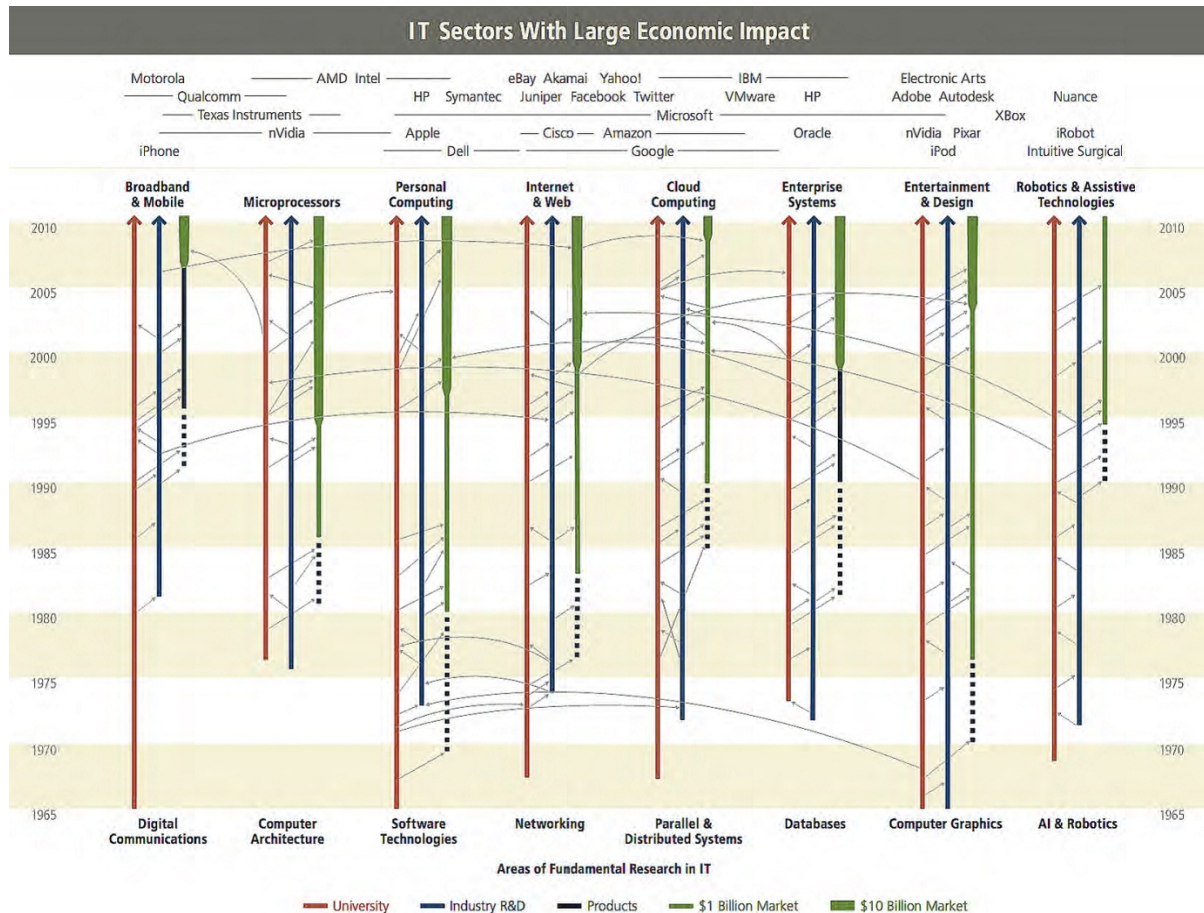 IT Sectors With Large Economic Impact
Motorola AMD Intel eBay Akamai Yahoo! IBM Electronic Arts
Qualcomm HP Symantec Juniper Facebook Twitter VMware HP Adobe Autodesk Nuance
Texas Instruments Microsoft XBox
nVidia Apple Cisco Amazon Oracle nVidia Pixar iRobot
iPhone Dell Google iPod Intuitive Surgical
Broadband Personal Internet Cloud Enterprise Entertainment Robotics & Assistive
& Mobile Microprocessors Computing & Web Computing Systems & Design Technologies
2010 2010
2005 2005
2000 2000
1995 1995
1990 1990
1985 1985
1980 1980
1975 1975
1970 1970
1965 1965
Digital Computer Software Networking Parallel & Databases Computer Graphics AI & Robotics
Communications Architecture Technologies Distributed Systems
Areas of Fundamental Research in IT
University Industry R&D Products $1 Billion Market $10 Billion Market